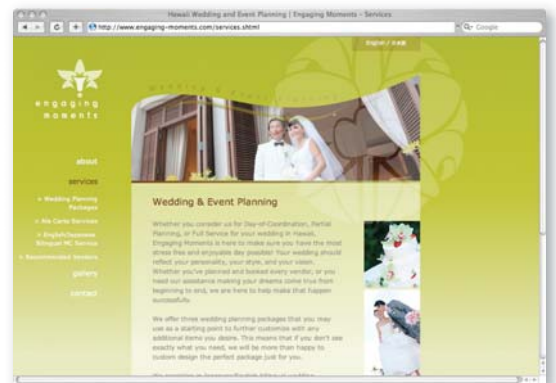 Hawaii Wedding and Event Planning | Engaging Moments - Services
http://www.engaging-moments.com/services.shtml
Google
English / 日本語
engaging
moments
Wedding & Event Planning
about
services
» Wedding Planning
Packages
» Ala Carte Services
» English/Japanese
Bilingual MC Service
» Recommended Vendors
gallery
contact
Wedding & Event Planning
Whether you consider us for Day-of-Coordination, Partial
Planning, or Full Service for your wedding in Hawaii,
Engaging Moments is here to make sure you have the most
stress free and enjoyable day possible! Your wedding should
reflect your personality, your style, and your vision.
Whether you've planned and booked every vendor, or you
need our assistance making your dreams come true from
beginning to end, we are here to help make that happen
successfully.
We offer three wedding planning packages that you may
use as a starting point to further customize with any
additional items you desire. This means that if you don't see
exactly what you need, we will be more than happy to
custom design the perfect package just for you.